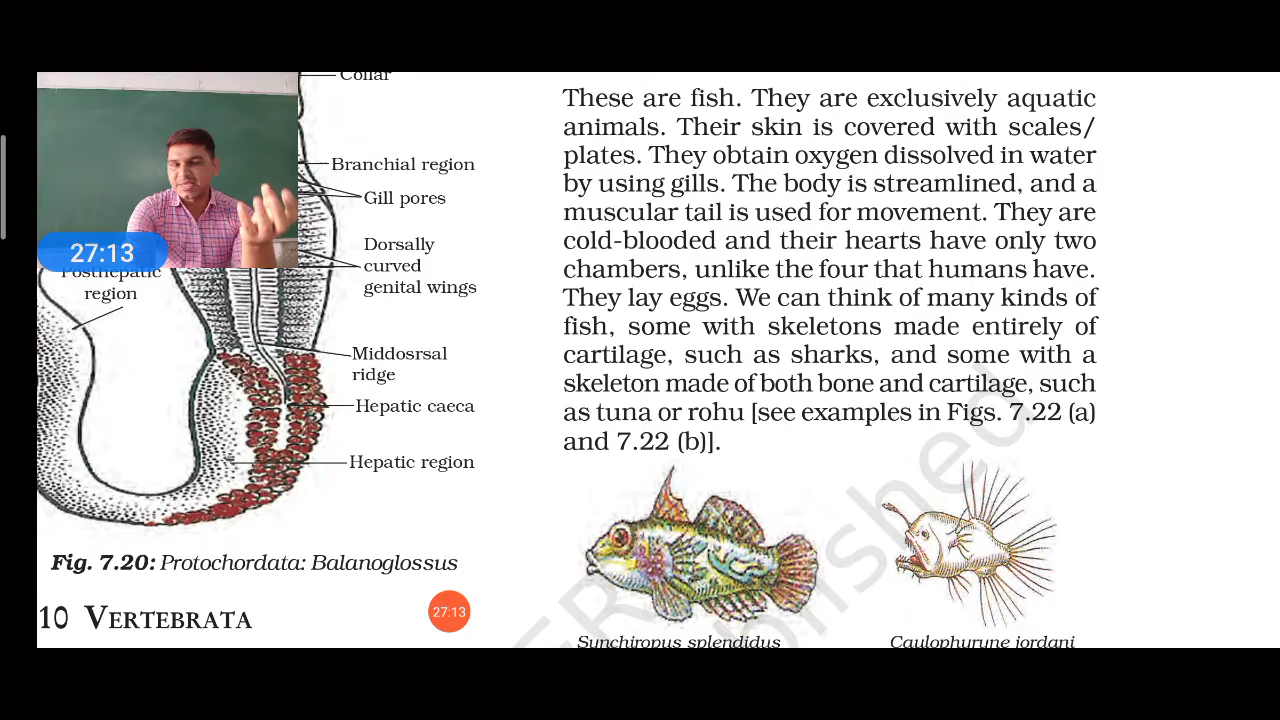 Collar
Branchial region
Gill pores
Dorsally
curved
genital wings
27:13
Posthepatic
region
Middosrsal
ridge
Hepatic caeca
Hepatic region
Fig. 7.20: Protochordata: Balanoglossus
10 VERTEBRATA
27:13
These are fish. They are exclusively aquatic
animals. Their skin is covered with scales/
plates. They obtain oxygen dissolved in water
by using gills. The body is streamlined, and a
muscular tail is used for movement. They are
cold-blooded and their hearts have only two
chambers, unlike the four that humans have.
They lay eggs. We can think of many kinds of
fish, some with skeletons made entirely of
cartilage, such as sharks, and some with a
skeleton made of both bone and cartilage, such
as tuna or rohu [see examples in Figs. 7.22 (a)
and 7.22 (b)].
Synchiropus splendidus
Caulophyryne jordani